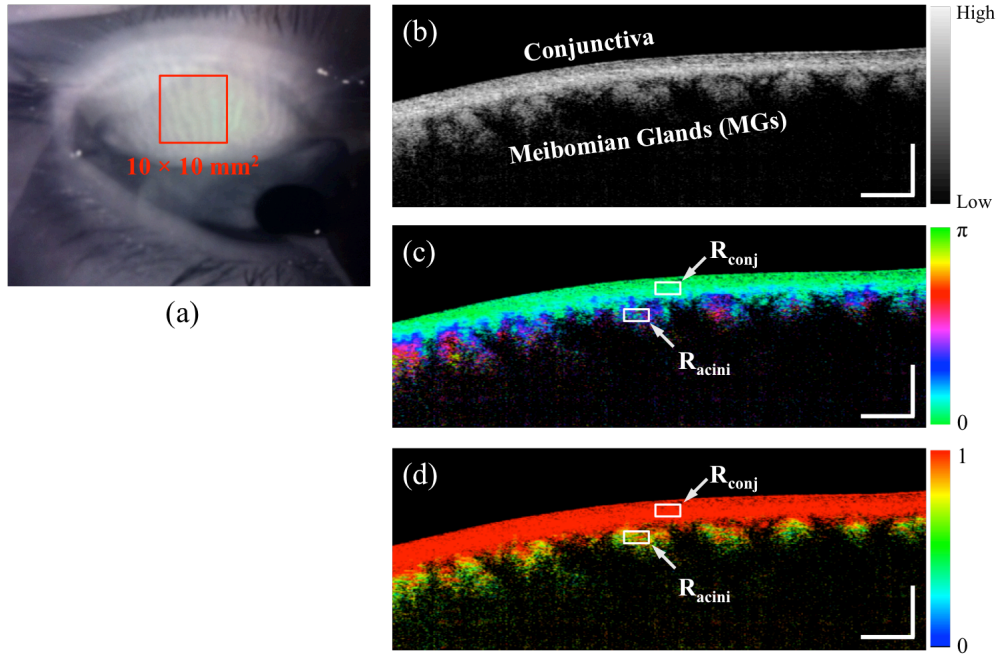 10 × 10 mm²
(a)
(b)
Conjunctiva
Meibomian Glands (MGs)
High
Low
(c)
R_conj
R_acini
π
0
(d)
R_conj
R_acini
1
0